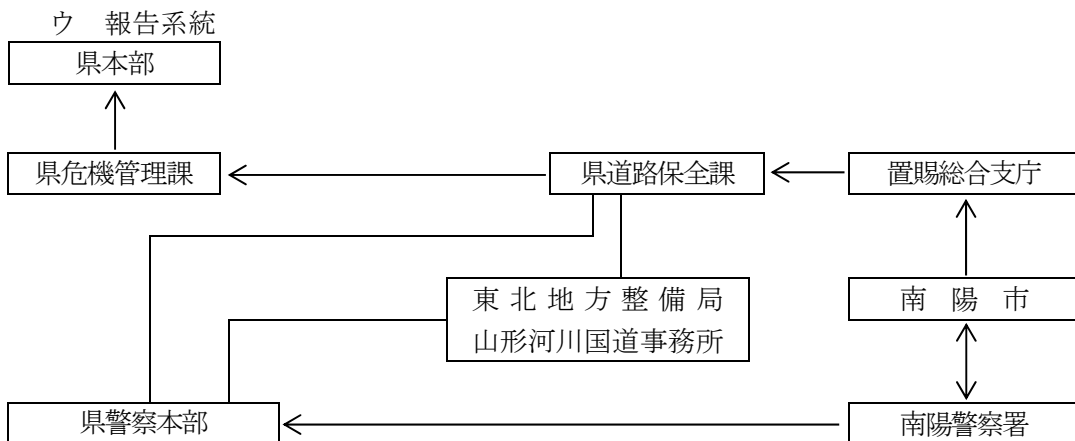 ウ　報告系統
県本部
県危機管理課
県道路保全課
置賜総合支庁
東北地方整備局
山形河川国道事務所
南　陽　市
県警察本部
南陽警察署